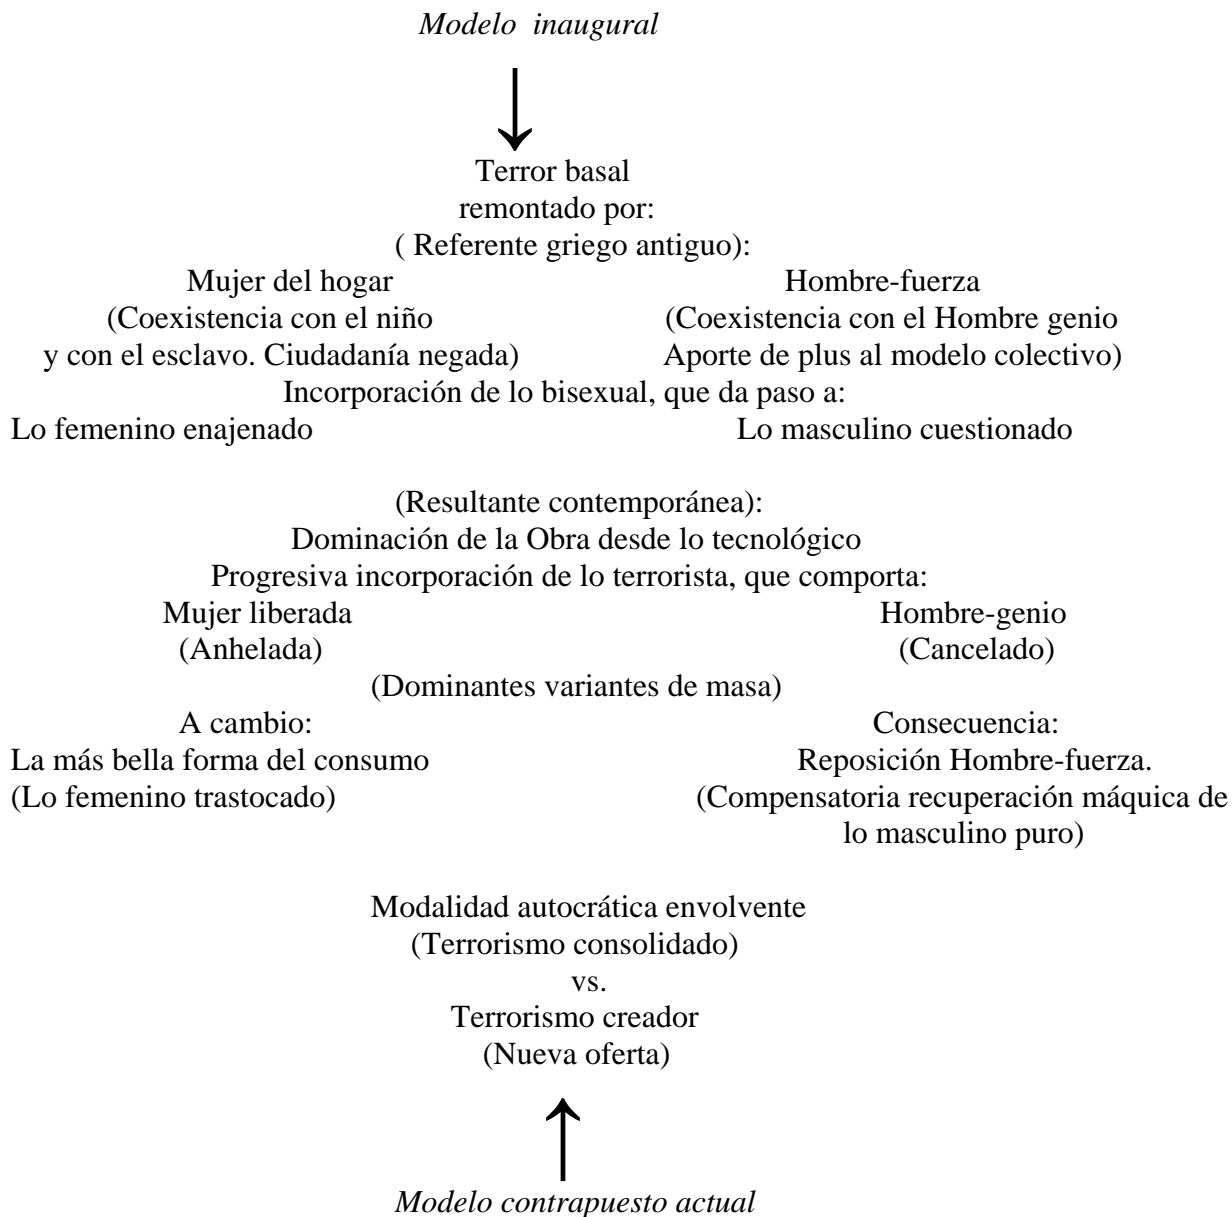 Modelo inaugural
Terror basal
remontado por:
( Referente griego antiguo):
Mujer del hogar Hombre-fuerza
(Coexistencia con el niño (Coexistencia con el Hombre genio
y con el esclavo. Ciudadanía negada) Aporte de plus al modelo colectivo)
Incorporación de lo bisexual, que da paso a:
Lo femenino enajenado Lo masculino cuestionado
(Resultante contemporánea):
Dominación de la Obra desde lo tecnológico
Progresiva incorporación de lo terrorista, que comporta:
Mujer liberada Hombre-genio
(Anhelada) (Cancelado)
(Dominantes variantes de masa)
A cambio: Consecuencia:
La más bella forma del consumo Reposición Hombre-fuerza.
(Lo femenino trastocado) (Compensatoria recuperación máquica de
lo masculino puro)
Modalidad autocrática envolvente
(Terrorismo consolidado)
vs.
Terrorismo creador
(Nueva oferta)
Modelo contrapuesto actual